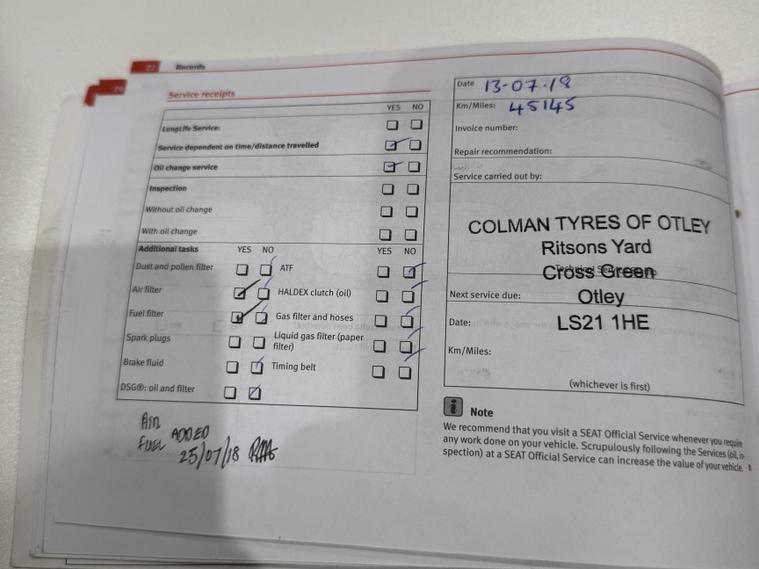 27 Records
Service receipts
YES NO
LongLife Service:
Service dependent on time/distance travelled
Oil change service
Inspection
Without oil change
With oil change
Additional tasks YES NO YES NO
Dust and pollen filter ATF
Air filter HALDEX clutch (oil)
Fuel filter Gas filter and hoses
Spark plugs Liquid gas filter (paper
filter)
Brake fluid Timing belt
DSG®: oil and filter
AIR
FUEL ADDED
25/07/18
Date 13-07-18
Km/Miles: 45145
Invoice number:
Repair recommendation:
Service carried out by:
COLMAN TYRES OF OTLEY
Ritsons Yard
Cross Green
Next service due: Otley
Date: LS21 1HE
Km/Miles:
(whichever is first)
i Note
We recommend that you visit a SEAT Official Service whenever you require
any work done on your vehicle. Scrupulously following the Services (oil, in-
spection) at a SEAT Official Service can increase the value of your vehicle.